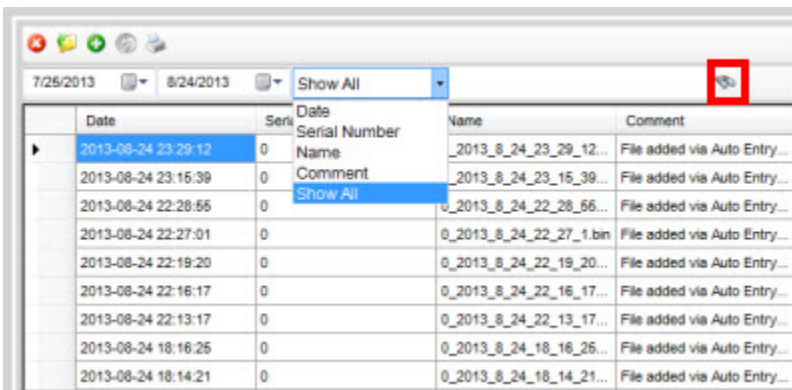 7/25/2013 8/24/2013 Show All
Date
Serial Number
Name
Comment
Show All
Date Name Comment
2013-08-24 23:29:12 0 _2013_8_24_23_29_12... File added via Auto Entry...
2013-08-24 23:15:39 0 _2013_8_24_23_15_39... File added via Auto Entry...
2013-08-24 22:28:55 0 0_2013_8_24_22_28_55... File added via Auto Entry...
2013-08-24 22:27:01 0 0_2013_8_24_22_27_1.bin File added via Auto Entry...
2013-08-24 22:19:20 0 0_2013_8_24_22_19_20... File added via Auto Entry...
2013-08-24 22:16:17 0 0_2013_8_24_22_16_17... File added via Auto Entry...
2013-08-24 22:13:17 0 0_2013_8_24_22_13_17... File added via Auto Entry...
2013-08-24 18:16:25 0 0_2013_8_24_18_16_25... File added via Auto Entry...
2013-08-24 18:14:21 0 0_2013_8_24_18_14_21... File added via Auto Entry...